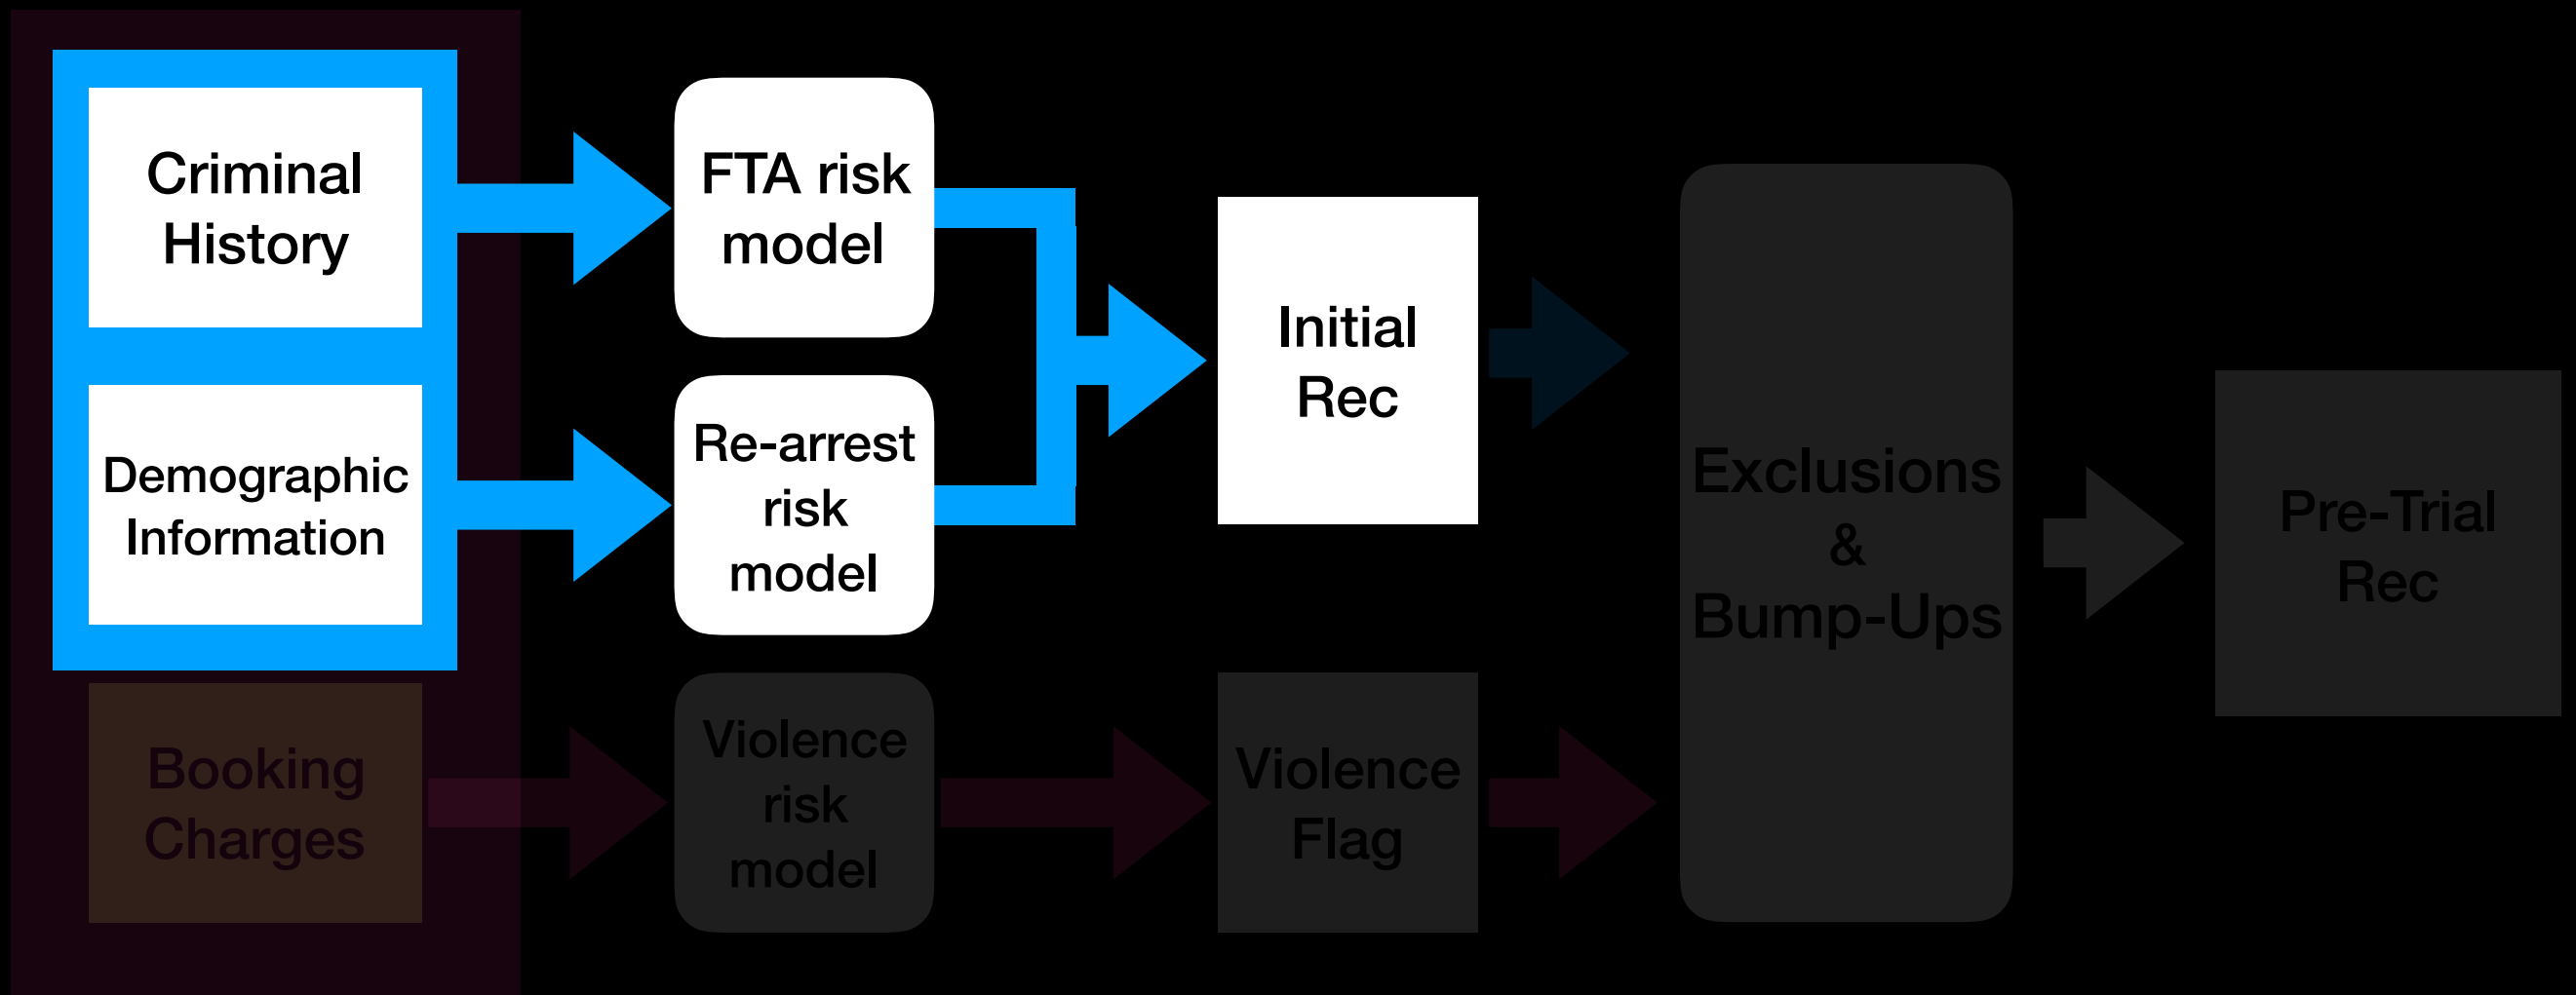 Criminal
History
FTA risk
model
Initial
Rec
Demographic
Information
Re-arrest
risk
model
Exclusions
&
Bump-Ups
Pre-Trial
Rec
Booking
Charges
Violence
risk
model
Violence
Flag